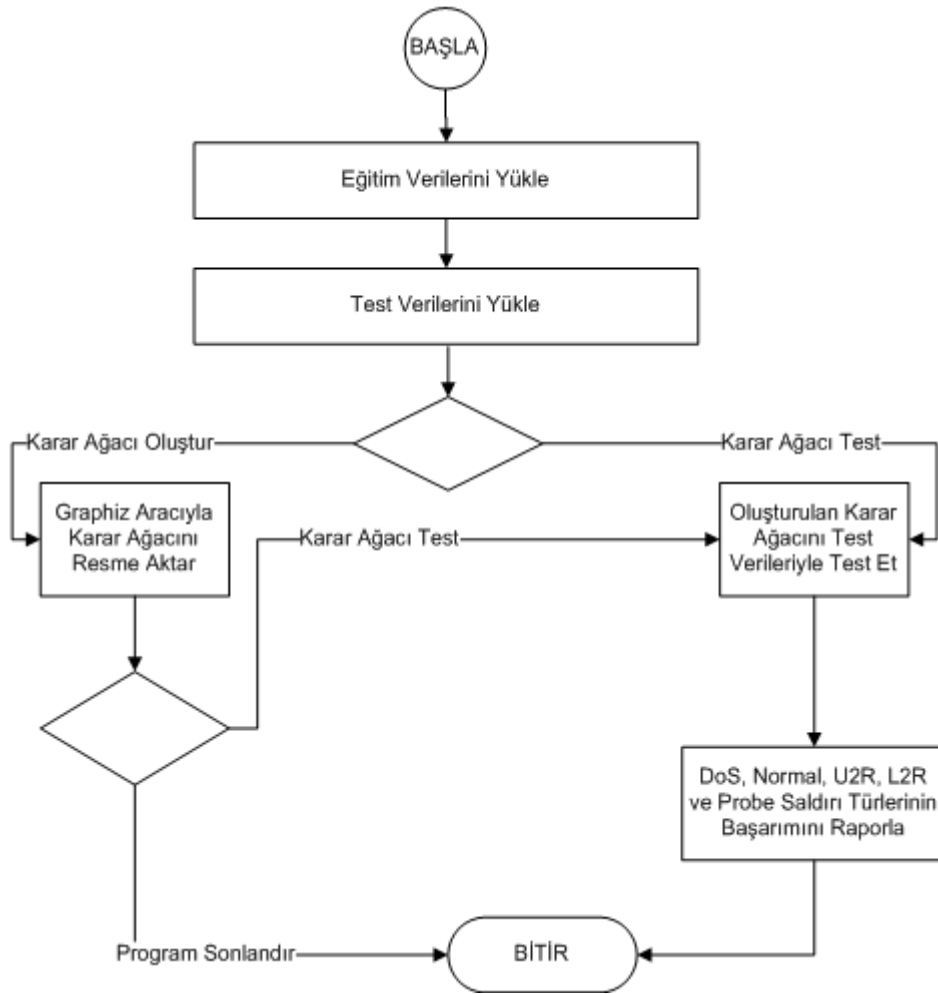 BAŞLA
Eğitim Verilerini Yükle
Test Verilerini Yükle
Karar Ağacı Oluştur
Karar Ağacı Test
Graphiz Aracıyla
Karar Ağacını
Resme Aktar
Karar Ağacı Test
Oluşturulan Karar
Ağacını Test
Verileriyle Test Et
DoS, Normal, U2R, L2R
ve Probe Saldırı Türlerinin
Başarımını Raporla
Program Sonlandır
BİTİR